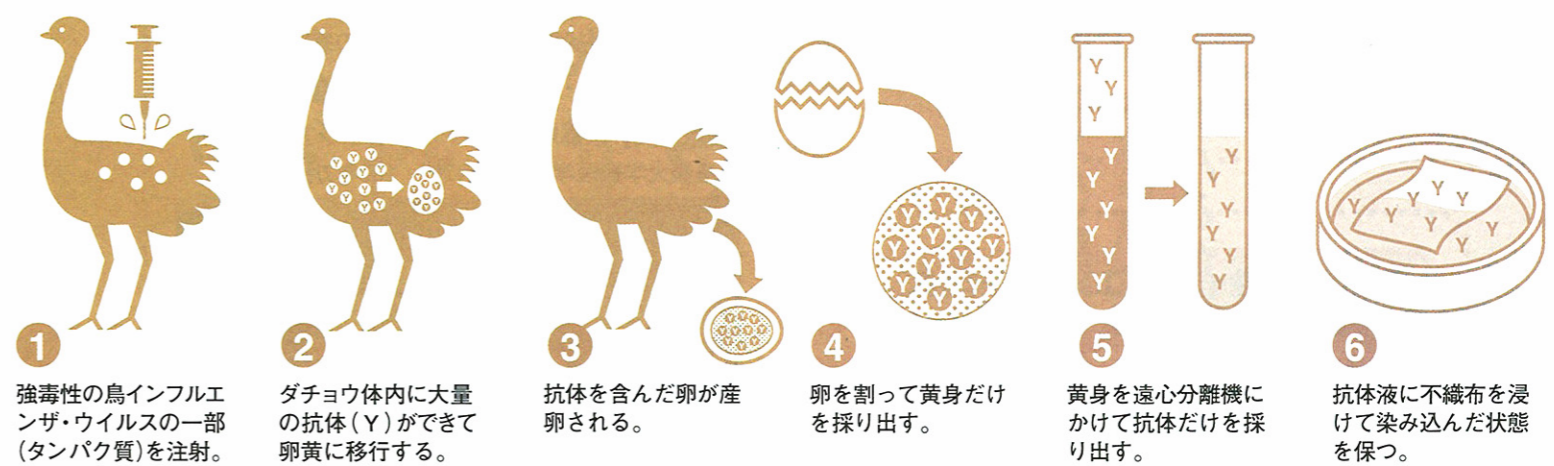 1
強毒性の鳥インフルエ
ンザ・ウイルスの一部
(タンパク質)を注射。
2
ダチョウ体内に大量
の抗体(Y)ができて
卵黄に移行する。
3
抗体を含んだ卵が産
卵される。
4
卵を割って黄身だけ
を採り出す。
5
黄身を遠心分離機に
かけて抗体だけを採
り出す。
6
抗体液に不織布を浸
けて染み込んだ状態
を保つ。